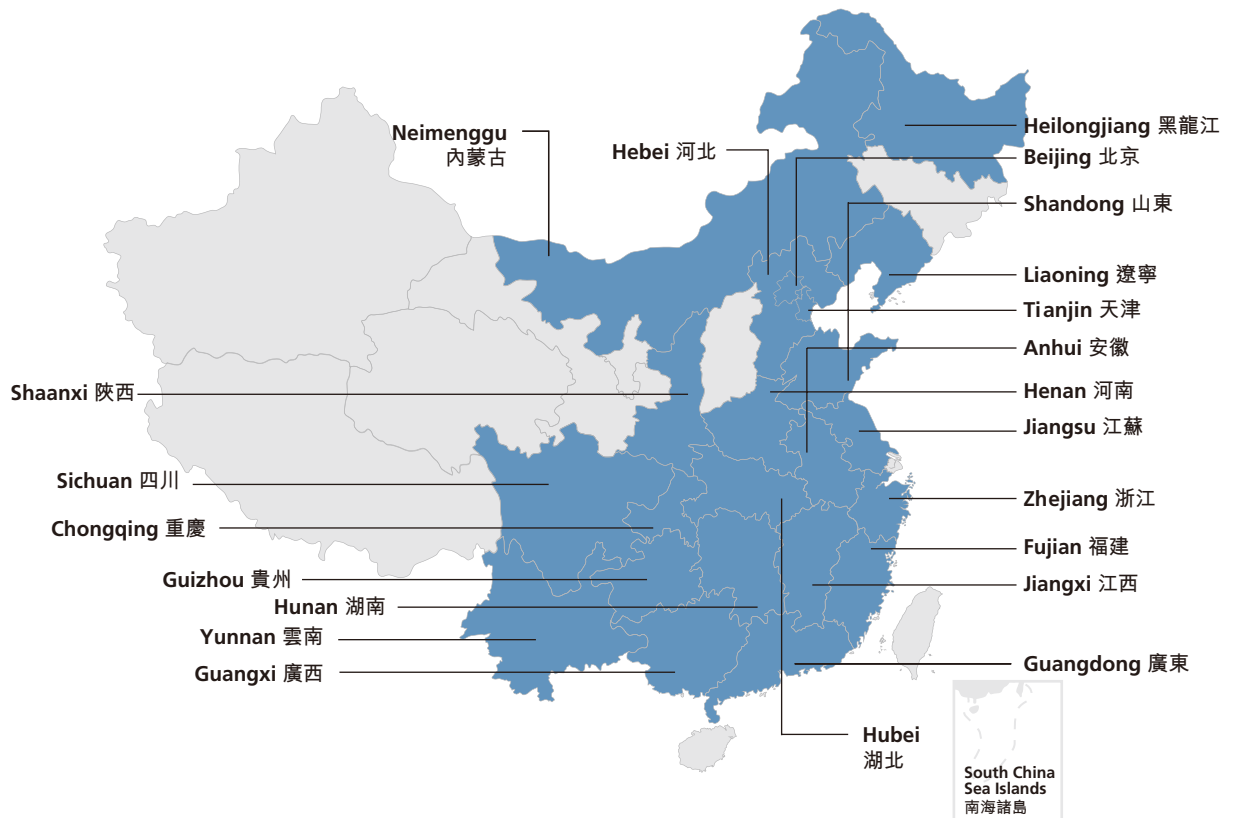 Neimenggu
內蒙古
Hebei 河北
Heilongjiang 黑龍江
Beijing 北京
Shandong 山東
Liaoning 遼寧
Tianjin 天津
Anhui 安徽
Henan 河南
Jiangsu 江蘇
Zhejiang 浙江
Fujian 福建
Jiangxi 江西
Guangdong 廣東
Shaanxi 陝西
Sichuan 四川
Chongqing 重慶
Guizhou 貴州
Hunan 湖南
Yunnan 雲南
Guangxi 廣西
Hubei
湖北
South China
Sea Islands
南海諸島